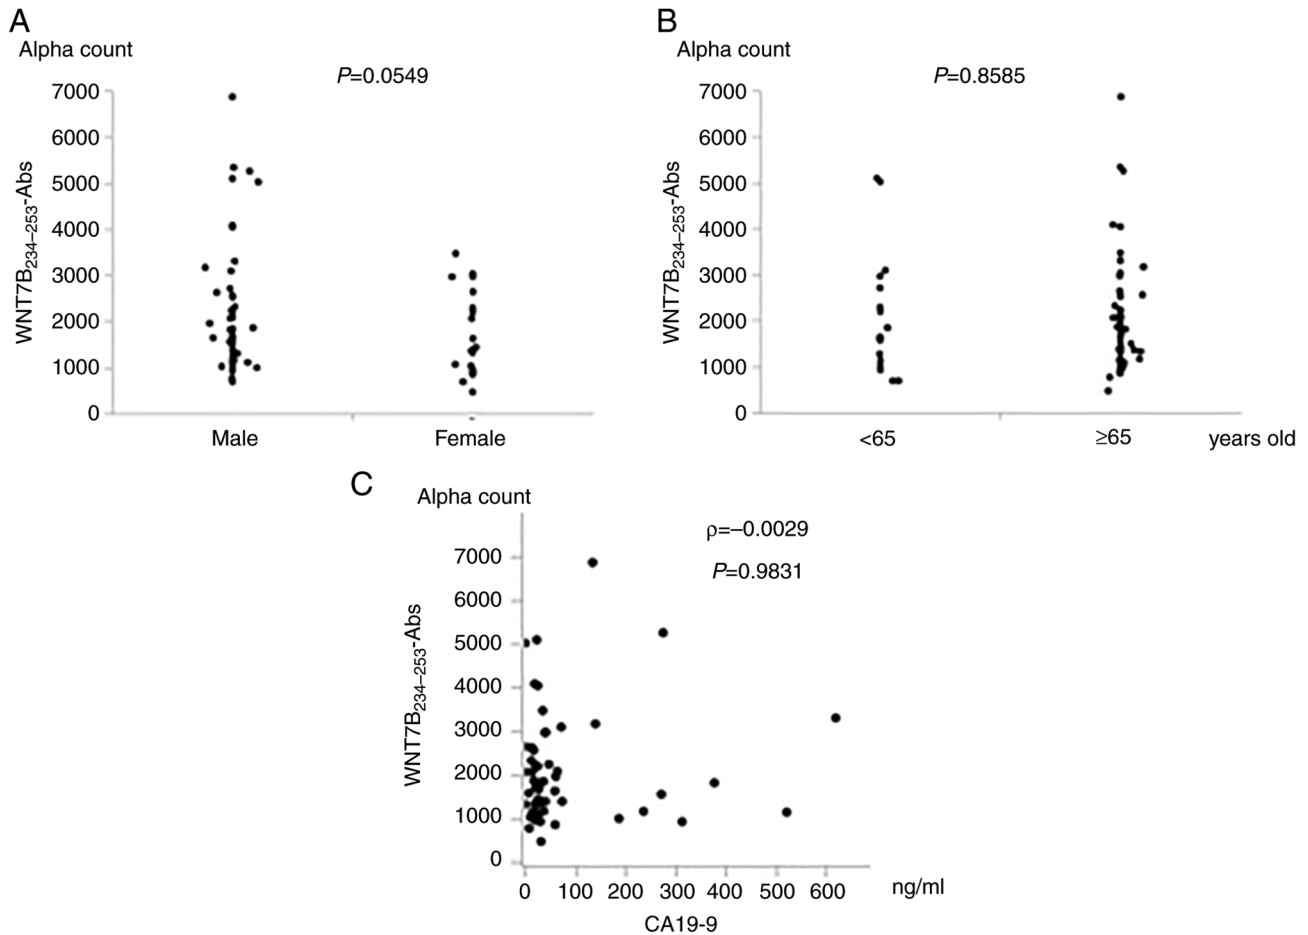 A
Alpha count
P=0.0549
WNT7B234–253-Abs
7000
6000
5000
4000
3000
2000
1000
0
Male Female
B
Alpha count
P=0.8585
WNT7B234–253-Abs
7000
6000
5000
4000
3000
2000
1000
0
<65 ≥65 years old
C
Alpha count
ρ=–0.0029
P=0.9831
WNT7B234–253-Abs
7000
6000
5000
4000
3000
2000
1000
0
0 100 200 300 400 500 600 ng/ml
CA19-9